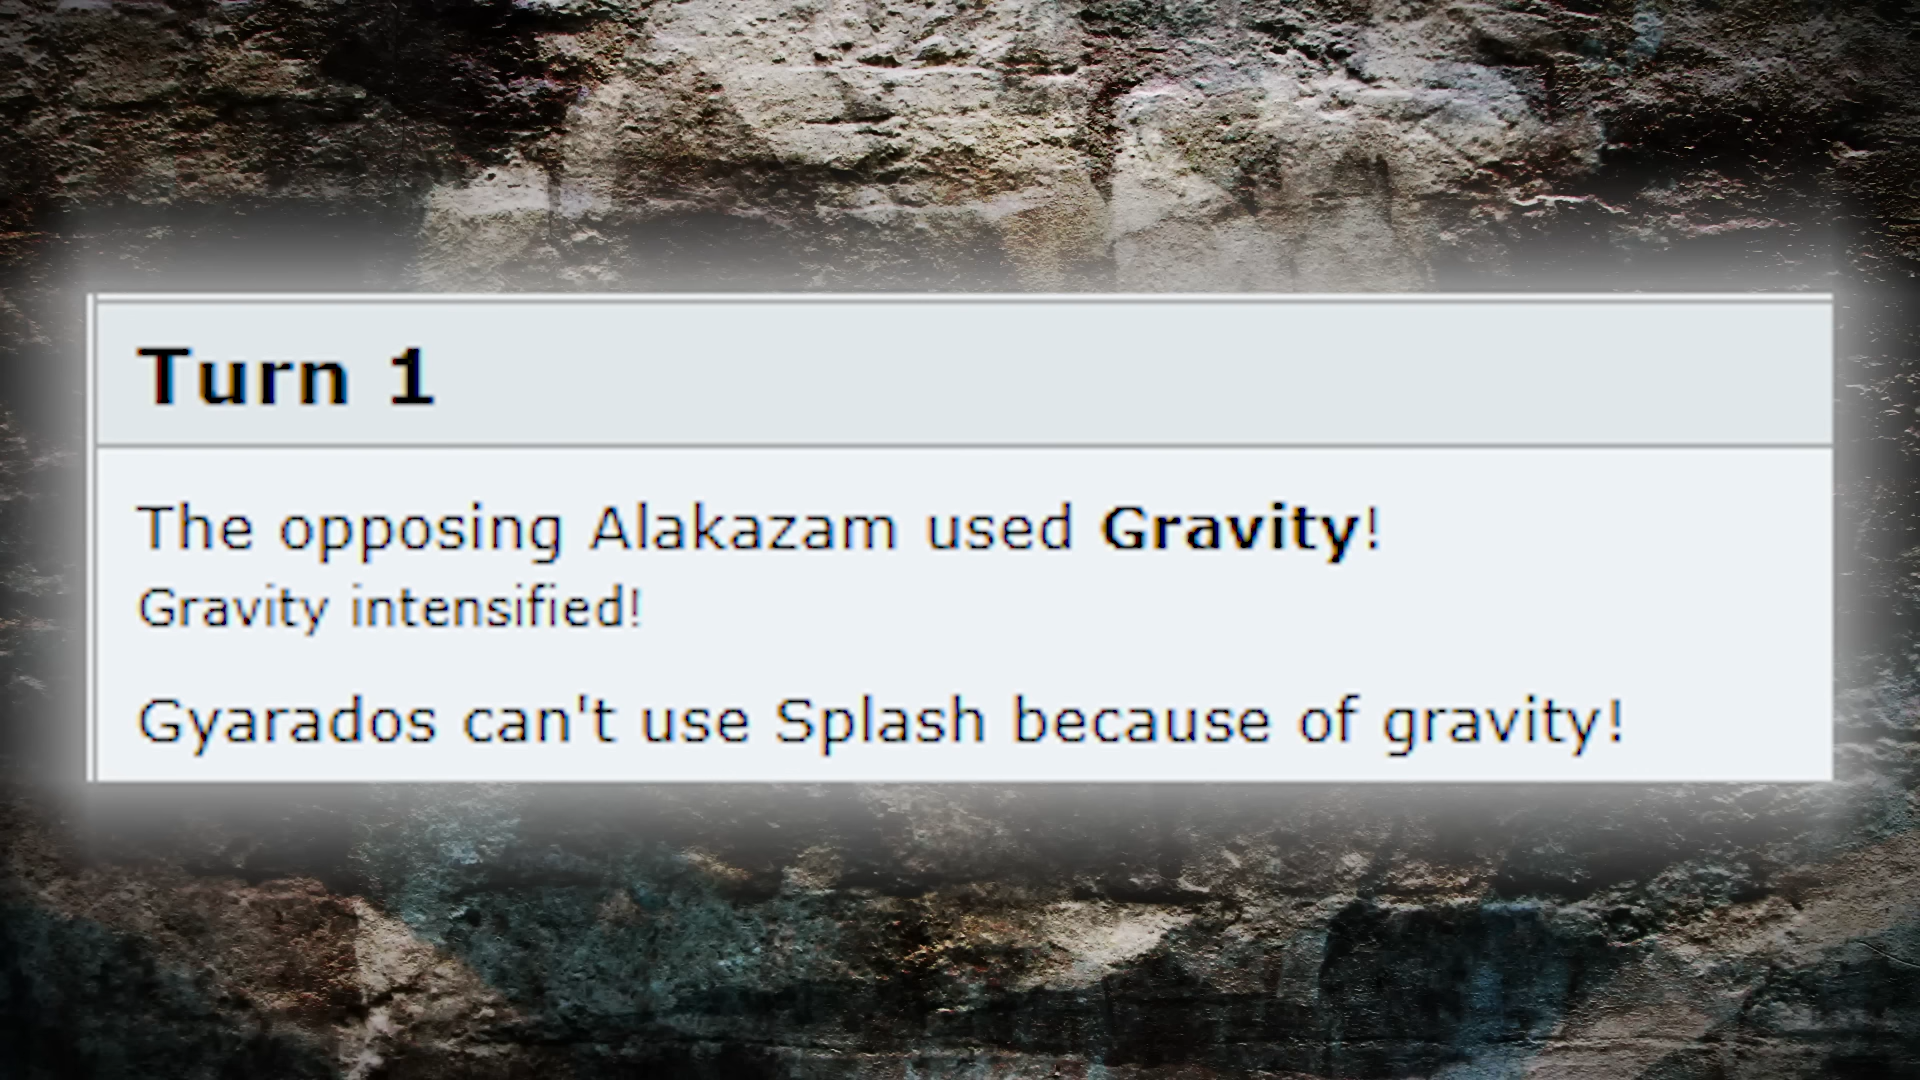 Turn 1
The opposing Alakazam used Gravity!
Gravity intensified!
Gyarados can't use Splash because of gravity!